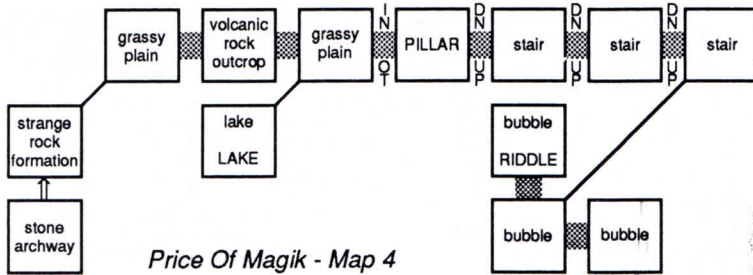 grassy
plain
volcanic
rock
outcrop
grassy
plain
IN
OT
PILLAR
DN
UP
stair
DN
UP
stair
DN
UP
stair
strange
rock
formation
lake
LAKE
bubble
RIDDLE
stone
archway
bubble
bubble
Price Of Magik - Map 4